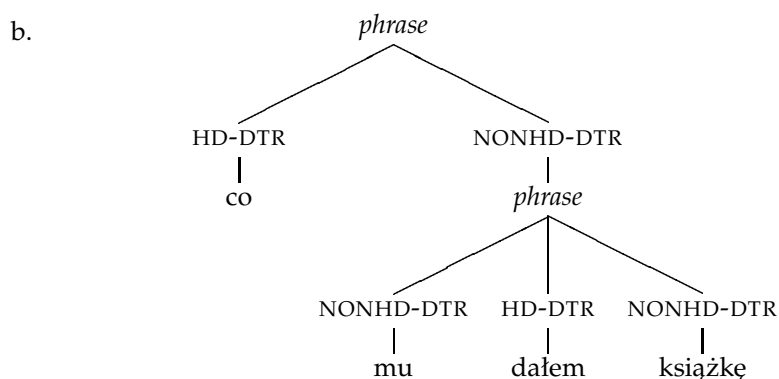 b.
phrase
HD-DTR NONHD-DTR
co phrase
NONHD-DTR HD-DTR NONHD-DTR
mu dałem książkę